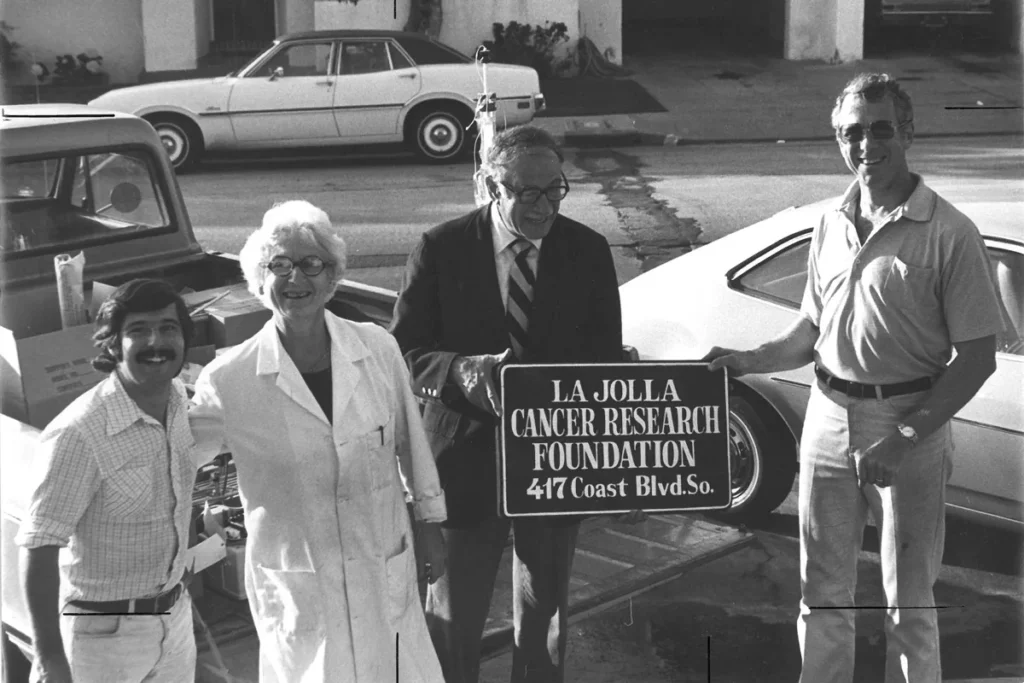 LA JOLLA
CANCER RESEARCH
FOUNDATION
417 Coast Blvd. So.